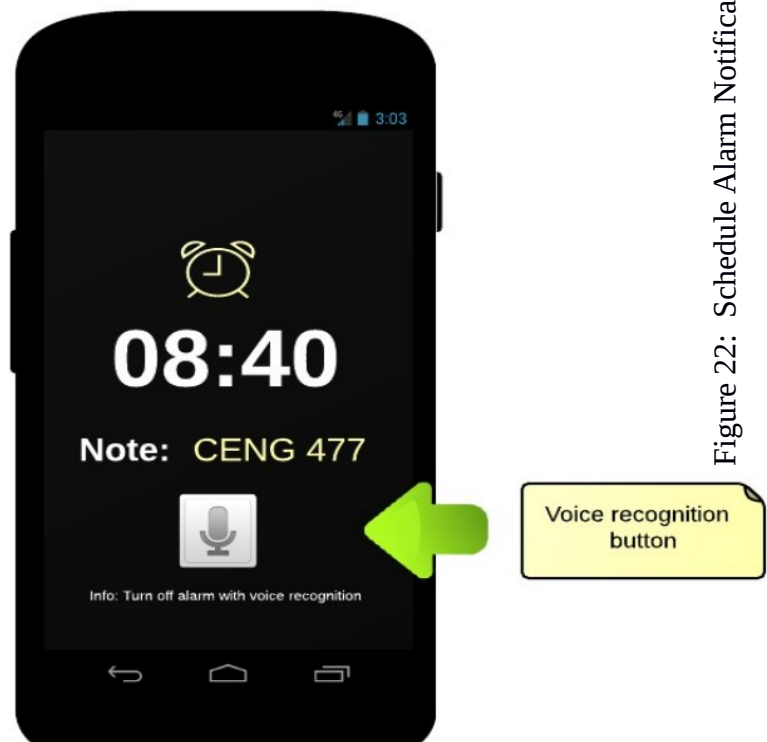 4G 3:03
08:40
Note: CENG 477
Info: Turn off alarm with voice recognition
Voice recognition
button
Figure 22: Schedule Alarm